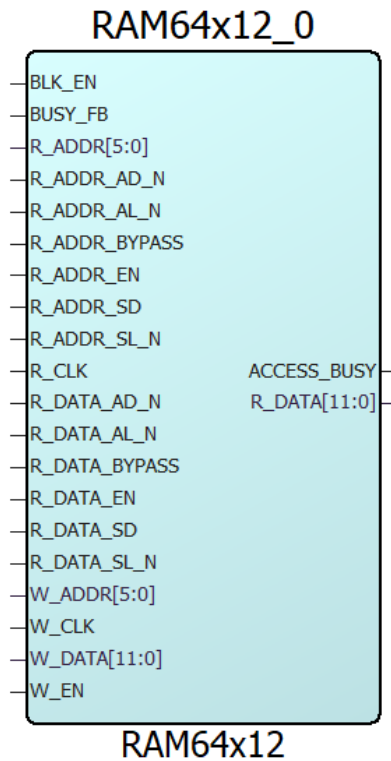 RAM64x12_0
BLK_EN
BUSY_FB
R_ADDR[5:0]
R_ADDR_AD_N
R_ADDR_AL_N
R_ADDR_BYPASS
R_ADDR_EN
R_ADDR_SD
R_ADDR_SL_N
R_CLK ACCESS_BUSY
R_DATA_AD_N R_DATA[11:0]
R_DATA_AL_N
R_DATA_BYPASS
R_DATA_EN
R_DATA_SD
R_DATA_SL_N
W_ADDR[5:0]
W_CLK
W_DATA[11:0]
W_EN
RAM64x12